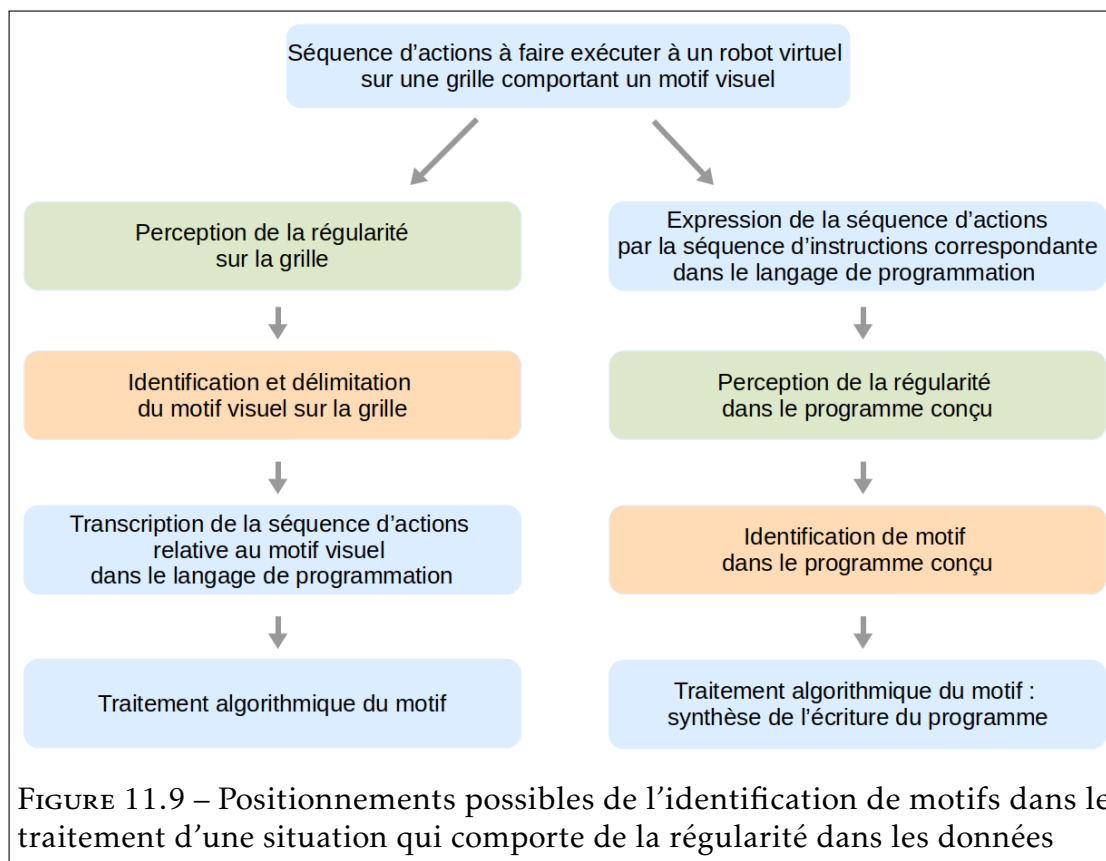 Séquence d'actions à faire exécuter à un robot virtuel
sur une grille comportant un motif visuel
Perception de la régularité
sur la grille
Identification et délimitation
du motif visuel sur la grille
Transcription de la séquence d'actions
relative au motif visuel
dans le langage de programmation
Traitement algorithmique du motif
Expression de la séquence d'actions
par la séquence d'instructions correspondante
dans le langage de programmation
Perception de la régularité
dans le programme conçu
Identification de motif
dans le programme conçu
Traitement algorithmique du motif :
synthèse de l'écriture du programme
FIGURE 11.9 – Positionnements possibles de l'identification de motifs dans le
traitement d'une situation qui comporte de la régularité dans les données